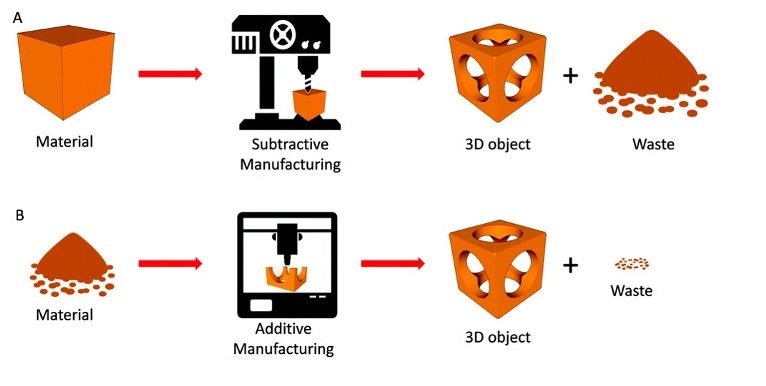 A
Material
Subtractive
Manufacturing
3D object
+
Waste
B
Material
Additive
Manufacturing
3D object
+
Waste